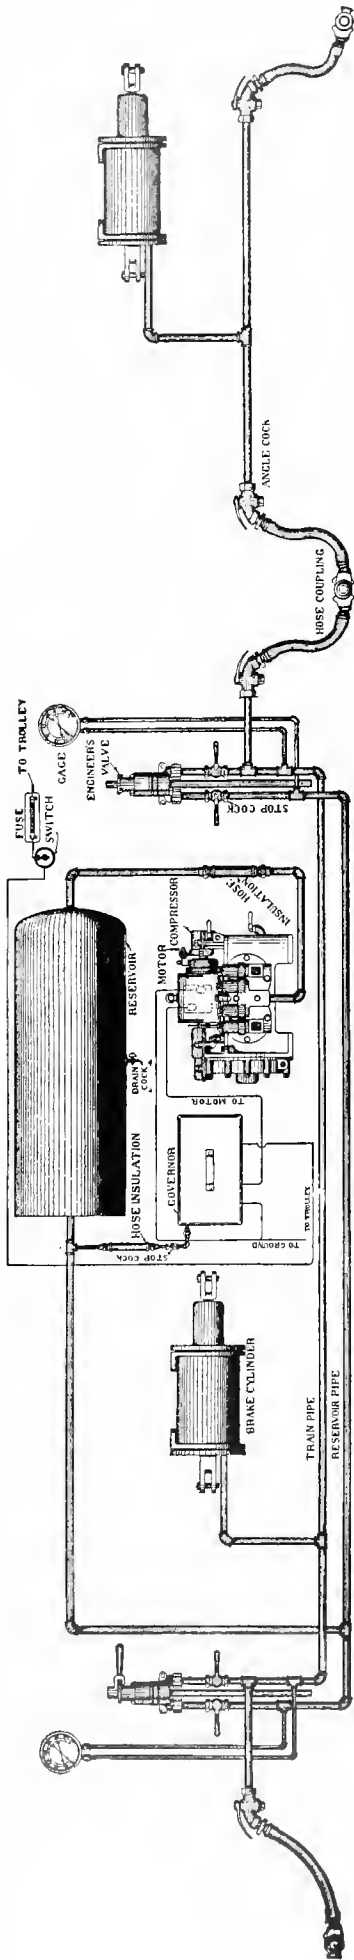 ANGLE COCK
HOSE COUPLING
FUSE
TO TROLLEY
SWITCH
GAGE
ENGINEER'S
VALVE
STOP COCK
RESERVOIR
HOSE
INSULATION
MOTOR
COMPRESSOR
DRAIN
COCK
TO MOTOR
HOSE INSULATION
GOVERNOR
STOP COCK
TO GROUND
TO TROLLEY
BRAKE CYLINDER
TRAIN PIPE
RESERVOIR PIPE